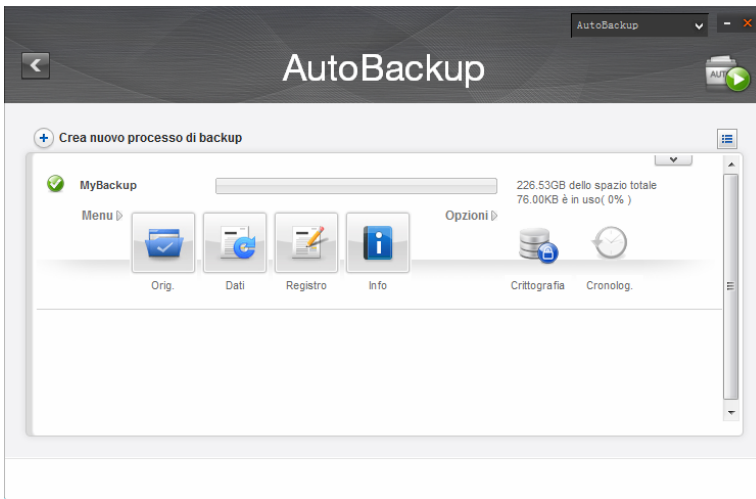 AutoBackup
AutoBackup
AUTO
Crea nuovo processo di backup
MyBackup
226.53GB dello spazio totale
76.00KB è in uso( 0% )
Menu
Opzioni
Orig.
Dati
Registro
Info
Crittografia
Cronolog.